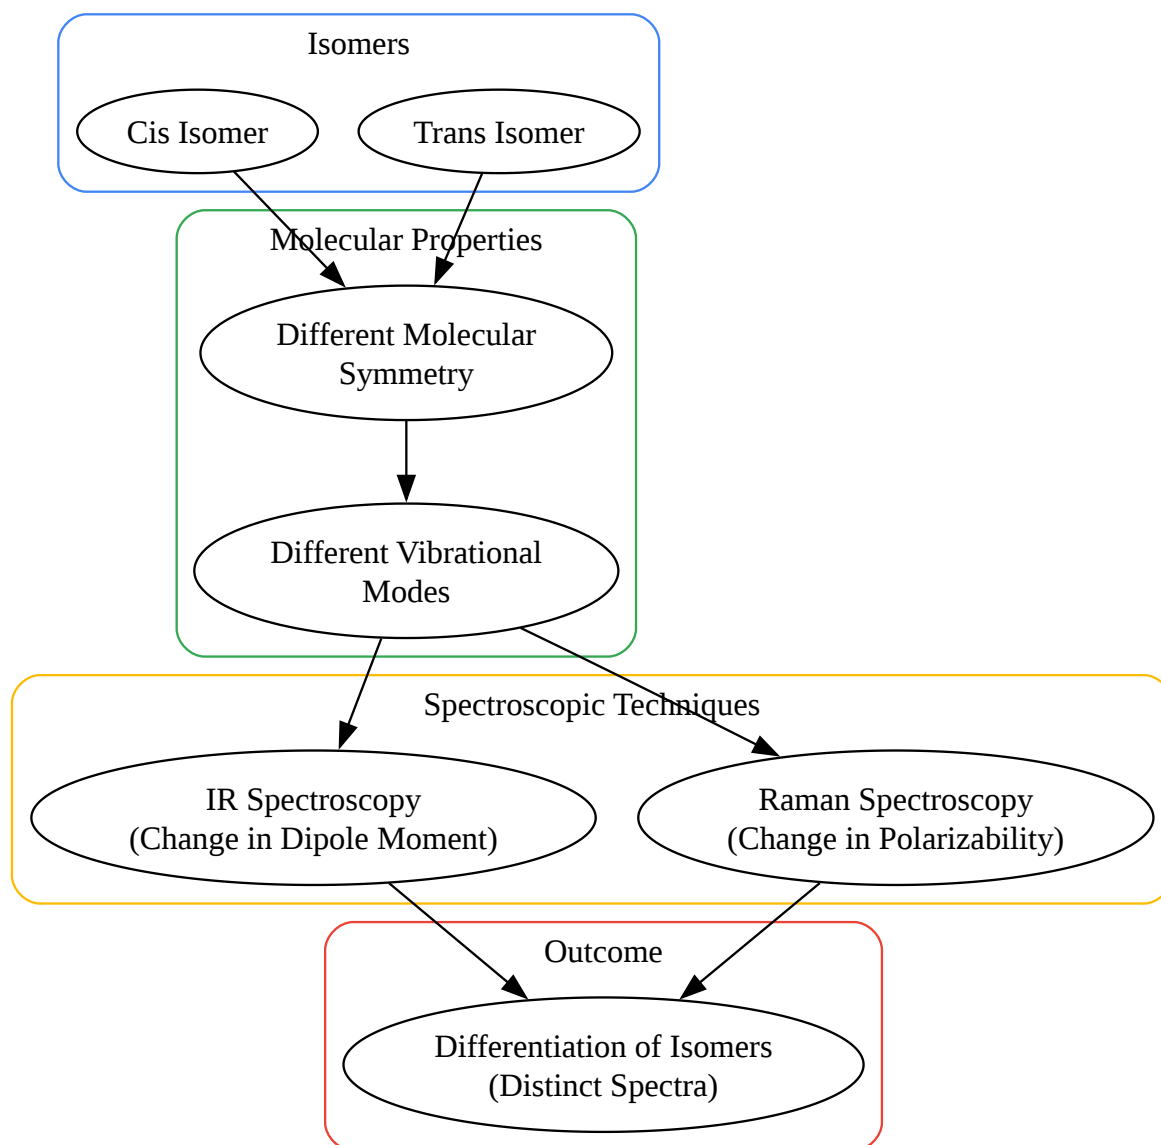 Isomers
Cis Isomer
Trans Isomer
Molecular Properties
Different Molecular
Symmetry
Different Vibrational
Modes
Spectroscopic Techniques
IR Spectroscopy
(Change in Dipole Moment)
Raman Spectroscopy
(Change in Polarizability)
Outcome
Differentiation of Isomers
(Distinct Spectra)